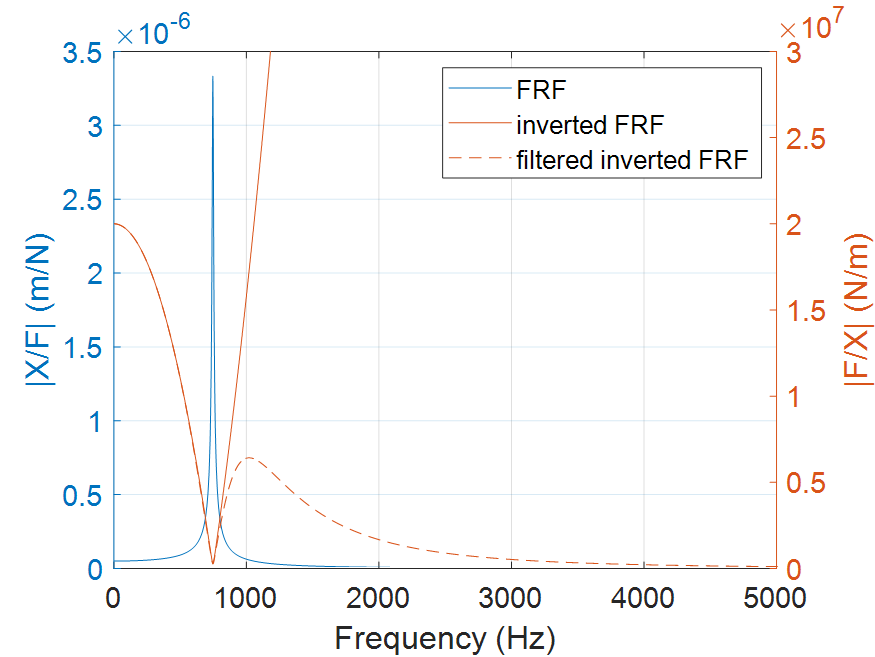 ×10⁻⁶
×10⁷
3.5
3
2.5
2
1.5
1
0.5
0
|X/F| (m/N)
FRF
inverted FRF
filtered inverted FRF
3
2.5
2
1.5
1
0.5
0
|F/X| (N/m)
0 1000 2000 3000 4000 5000
Frequency (Hz)